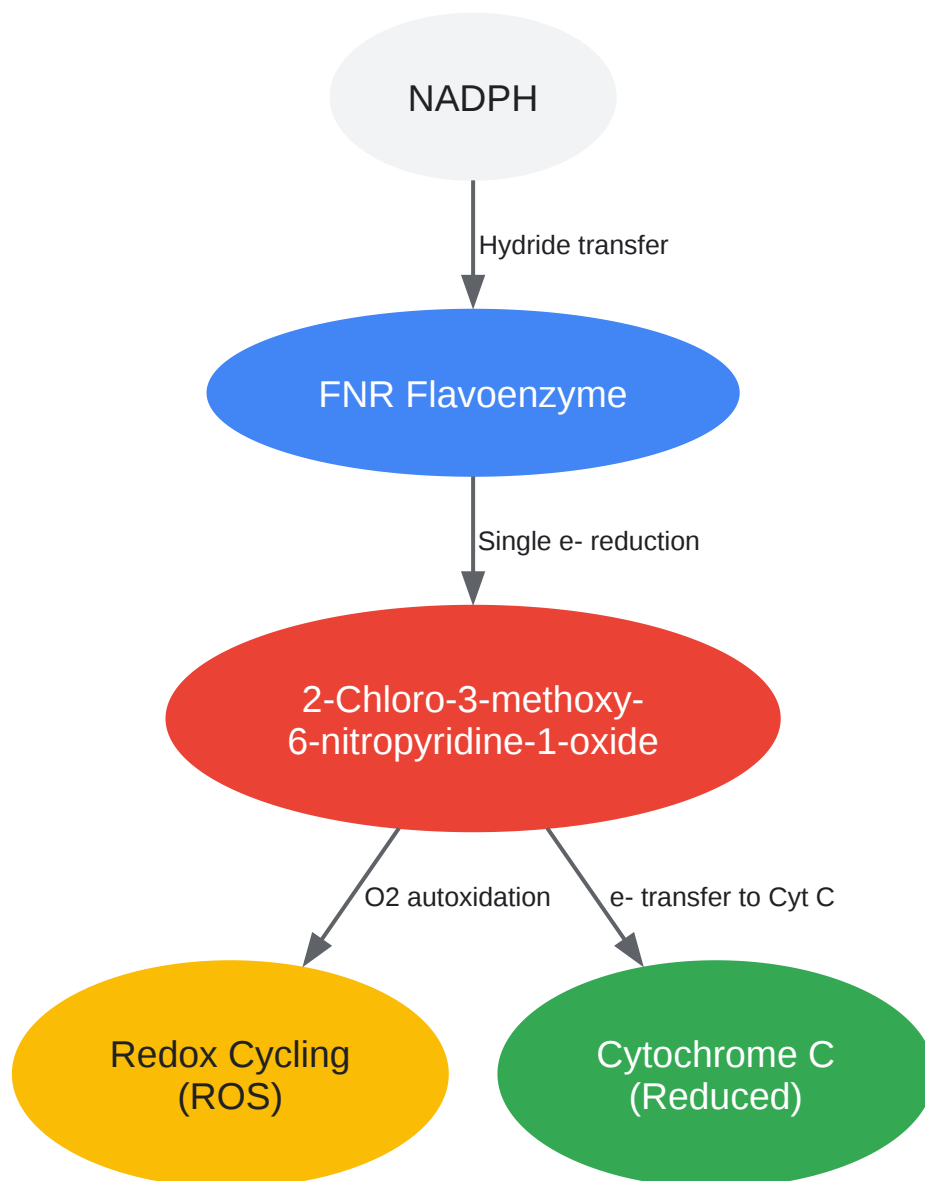 NADPH
Hydride transfer
FNR Flavoenzyme
Single e- reduction
2-Chloro-3-methoxy-
6-nitropyridine-1-oxide
O2 autoxidation
e- transfer to Cyt C
Redox Cycling
(ROS)
Cytochrome C
(Reduced)